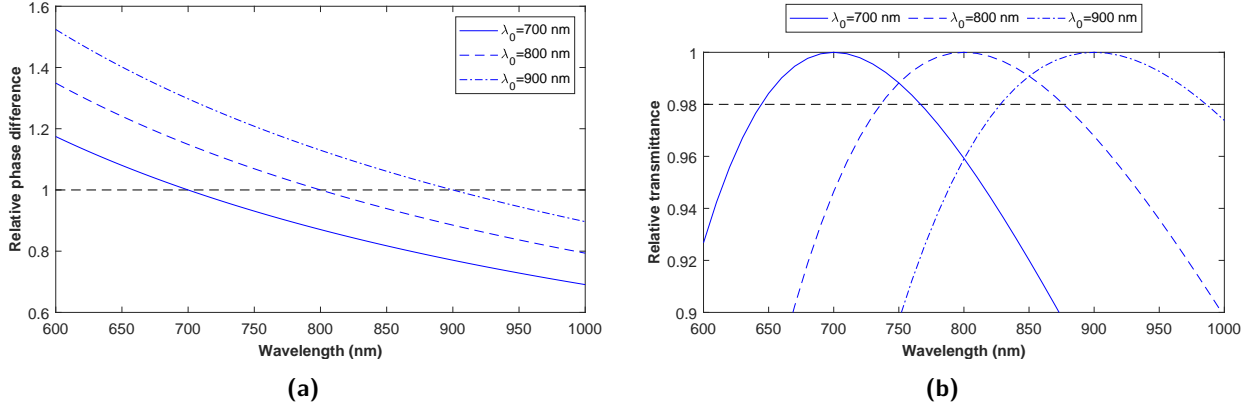 1.6
1.4
1.2
1
0.8
0.6
600 650 700 750 800 850 900 950 1000
Wavelength (nm)
Relative phase difference
λ0=700 nm
λ0=800 nm
λ0=900 nm
(a)
λ0=700 nm λ0=800 nm λ0=900 nm
1
0.98
0.96
0.94
0.92
0.9
600 650 700 750 800 850 900 950 1000
Wavelength (nm)
Relative transmittance
(b)